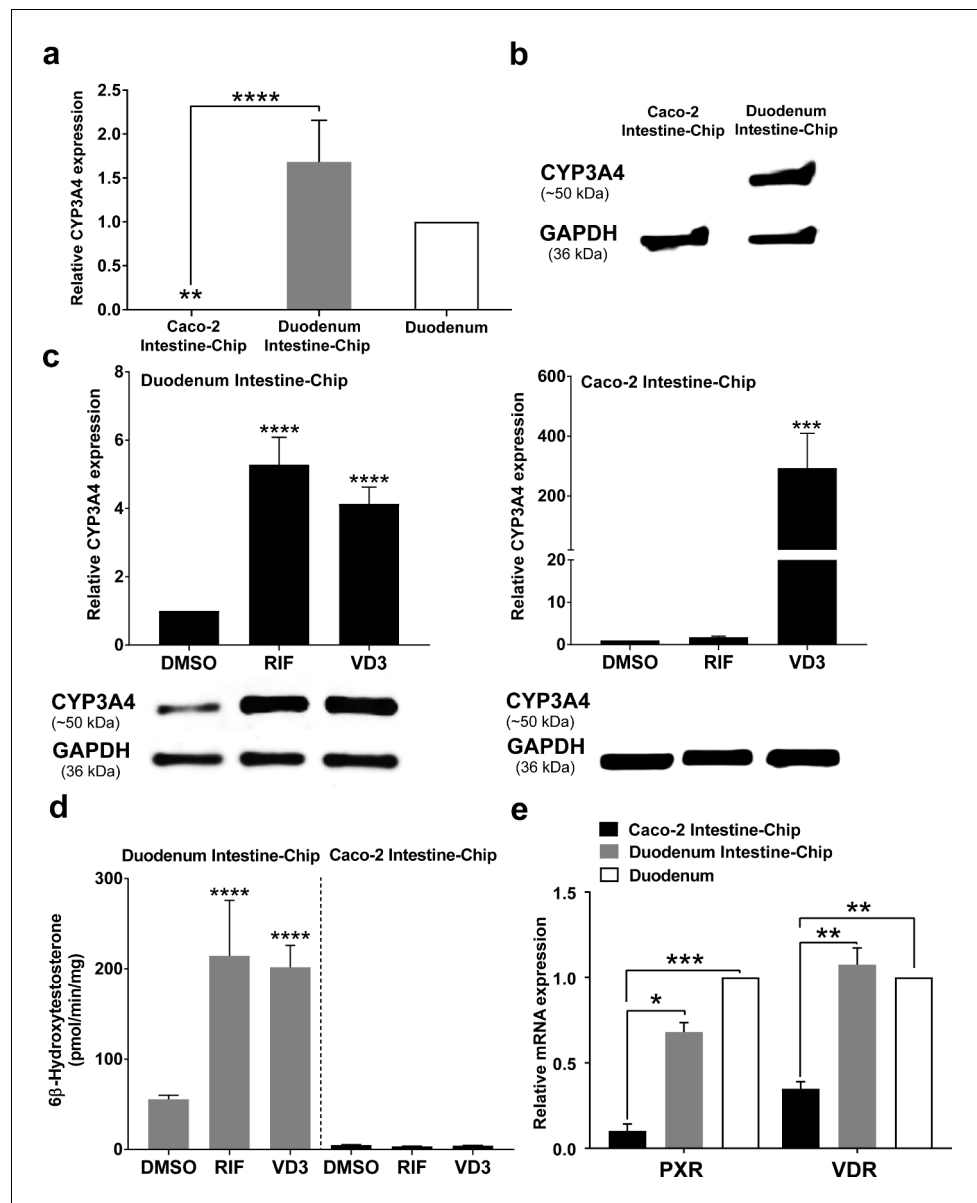 a
Relative CYP3A4 expression
2.5
2.0
1.5
1.0
0.5
0.0
****
**
Caco-2
Intestine-Chip
Duodenum
Intestine-Chip
Duodenum
b
Caco-2
Intestine-Chip
Duodenum
Intestine-Chip
CYP3A4
(~50 kDa)
GAPDH
(36 kDa)
c
Duodenum Intestine-Chip
Relative CYP3A4 expression
8
6
4
2
0
****
****
DMSO
RIF
VD3
CYP3A4
(~50 kDa)
GAPDH
(36 kDa)
Caco-2 Intestine-Chip
Relative CYP3A4 expression
600
400
200
20
10
0
***
DMSO
RIF
VD3
CYP3A4
(~50 kDa)
GAPDH
(36 kDa)
d
Duodenum Intestine-Chip
Caco-2 Intestine-Chip
6β-Hydroxytestosterone
(pmol/min/mg)
300
200
100
0
****
****
DMSO
RIF
VD3
DMSO
RIF
VD3
e
Caco-2 Intestine-Chip
Duodenum Intestine-Chip
Duodenum
Relative mRNA expression
1.5
1.0
0.5
0.0
***
*
**
**
PXR
VDR